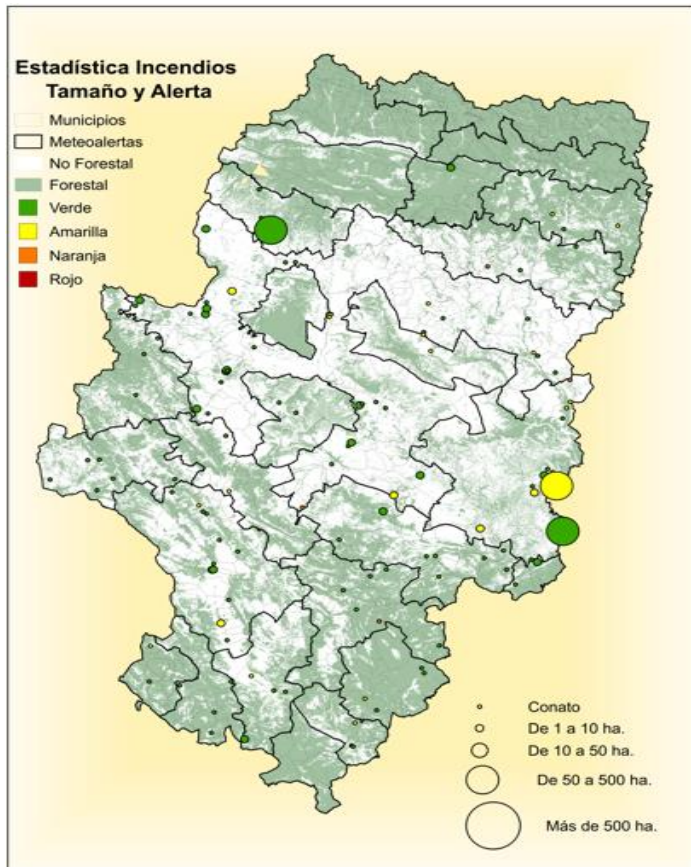 Estadística Incendios
Tamaño y Alerta
Municipios
Meteoalertas
No Forestal
Forestal
Verde
Amarilla
Naranja
Rojo
Conato
De 1 a 10 ha.
De 10 a 50 ha.
De 50 a 500 ha.
Más de 500 ha.